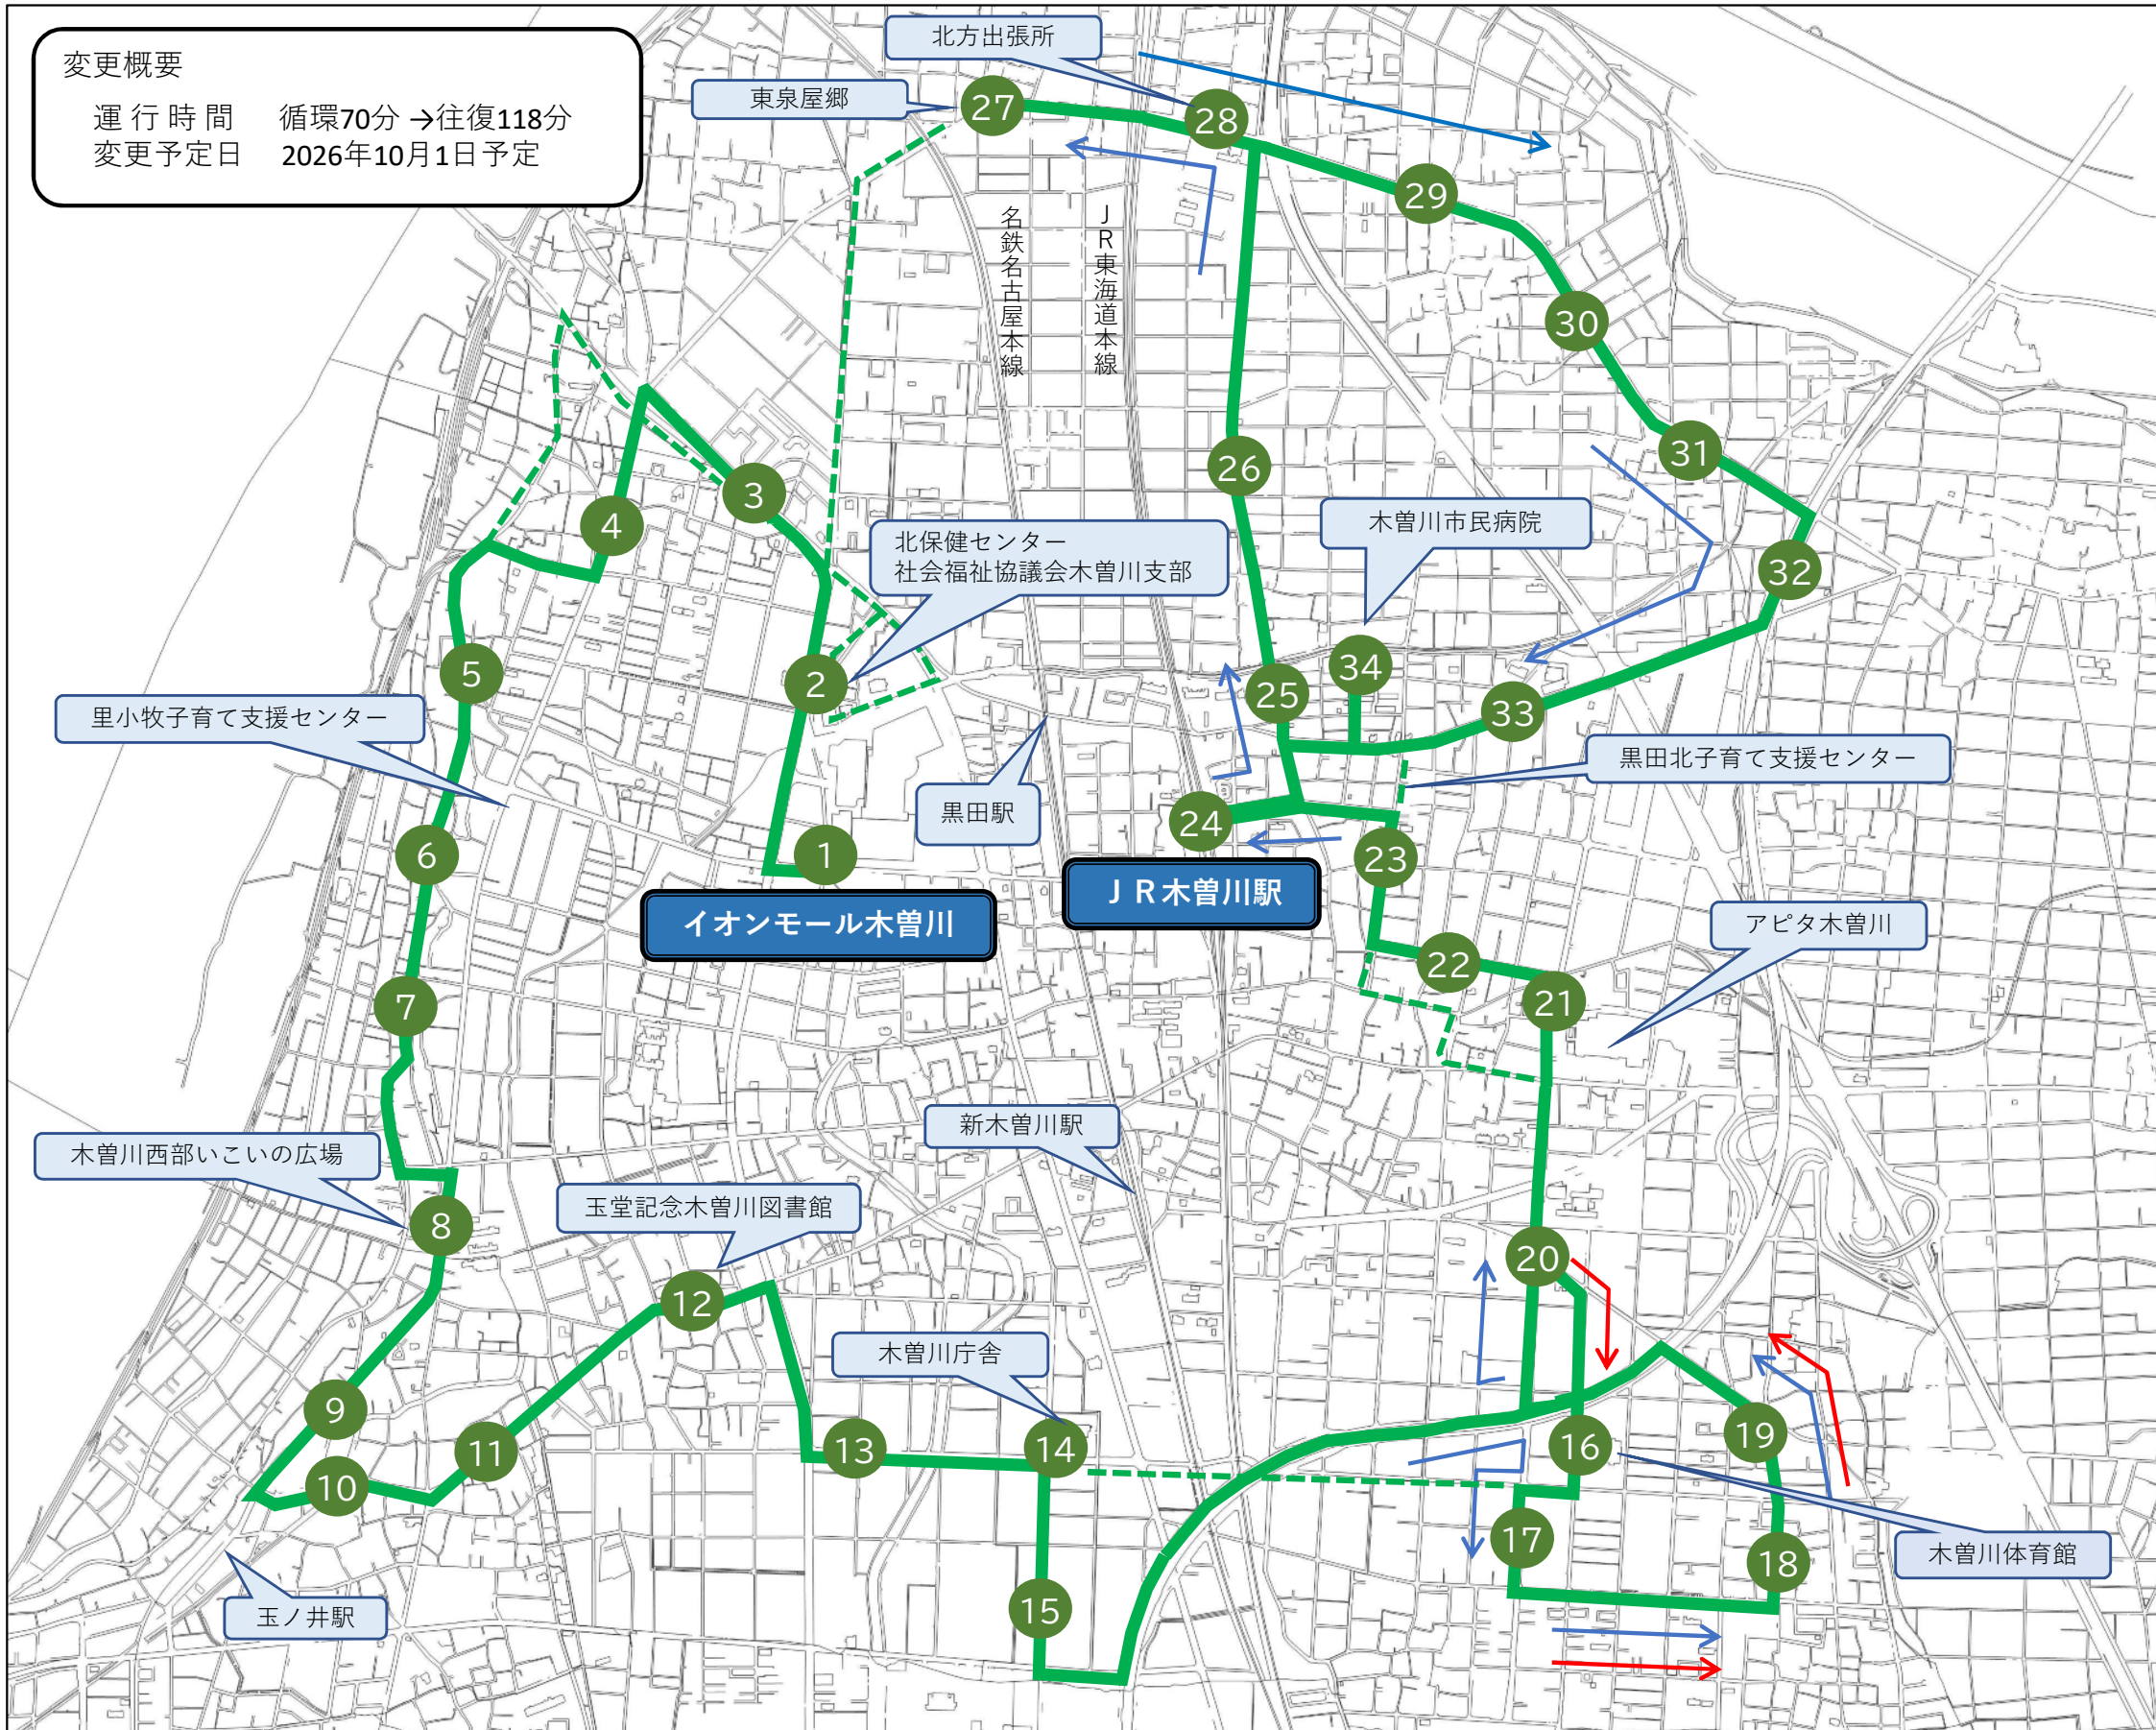 変更概要
運行時間 循環70分→往復118分
変更予定日 2026年10月1日予定
北方出張所
東泉屋郷
27
28
29
名鉄名古屋本線
ＪＲ東海道本線
30
31
26
3
4
木曽川市民病院
北保健センター
社会福祉協議会木曽川支部
32
34
5
2
25
33
里小牧子育て支援センター
黒田北子育て支援センター
黒田駅
24
6
1
23
ＪＲ木曽川駅
イオンモール木曽川
アピタ木曽川
22
21
7
新木曽川駅
木曽川西部いこいの広場
玉堂記念木曽川図書館
8
20
12
木曽川庁舎
9
19
16
13
14
11
10
17
木曽川体育館
18
15
玉ノ井駅